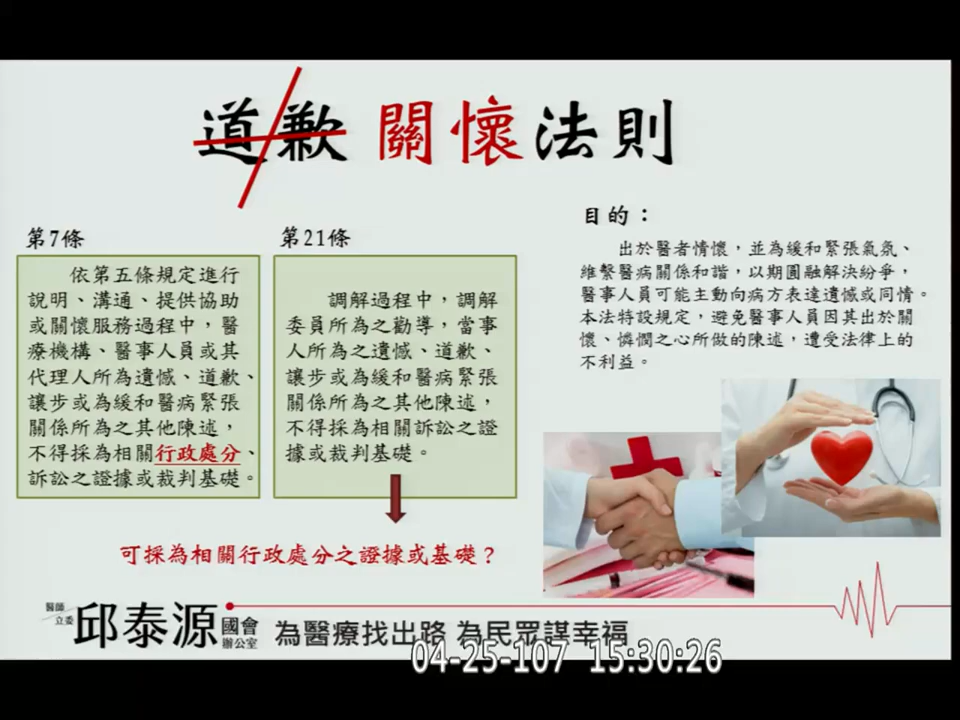 道歉 關懷法則
第7條
依第五條規定進行
說明、溝通、提供協助
或關懷服務過程中，醫
療機構、醫事人員或其
代理人所為遺憾、道歉、
讓步或為緩和醫病緊張
關係所為之其他陳述，
不得採為相關行政處分、
訴訟之證據或裁判基礎。
第21條
調解過程中，調解
委員所為之勸導，當事
人所為之遺憾、道歉、
讓步或為緩和醫病緊張
關係所為之其他陳述，
不得採為相關訴訟之證
據或裁判基礎。
可採為相關行政處分之證據或基礎？
目的：
出於醫者情懷，並為緩和緊張氣氛、
維繫醫病關係和諧，以期圓融解決紛爭，
醫事人員可能主動向病方表達遺憾或同情。
本法特設規定，避免醫事人員因其出於關
懷、憐憫之心所做的陳述，遭受法律上的
不利益。
醫師
立委
邱泰源
國會
辦公室
為醫療找出路 為民眾謀幸福
04-25-107 15:30:26